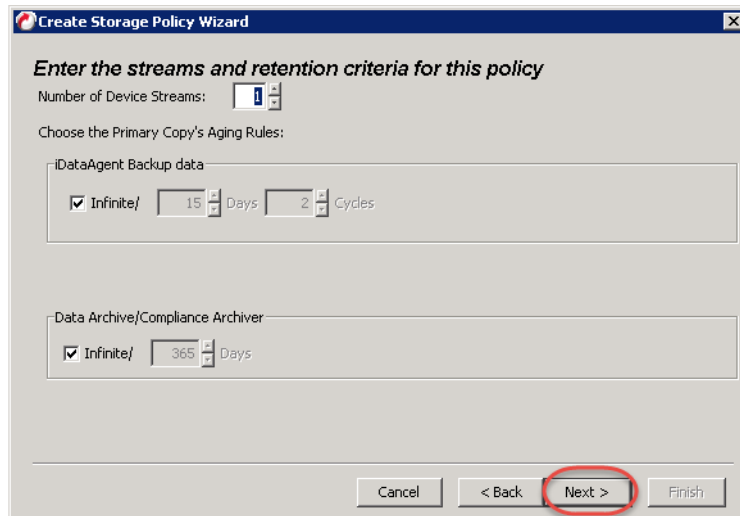 Create Storage Policy Wizard
Enter the streams and retention criteria for this policy
Number of Device Streams: 1
Choose the Primary Copy's Aging Rules:
iDataAgent Backup data
Infinite/ 15 Days 2 Cycles
Data Archive/Compliance Archiver
Infinite/ 365 Days
Cancel < Back Next > Finish